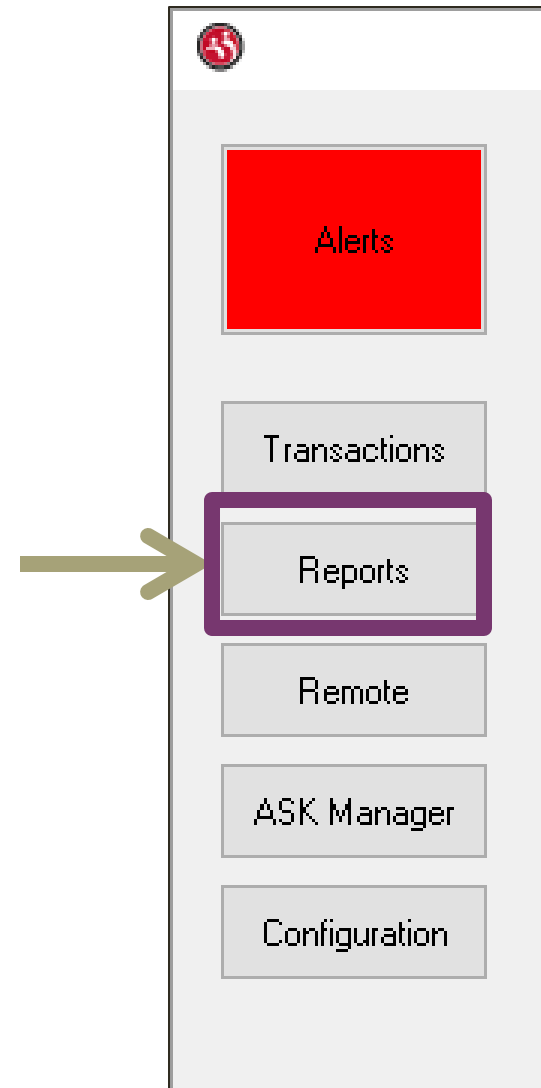 Alerts
Transactions
Reports
Remote
ASK Manager
Configuration